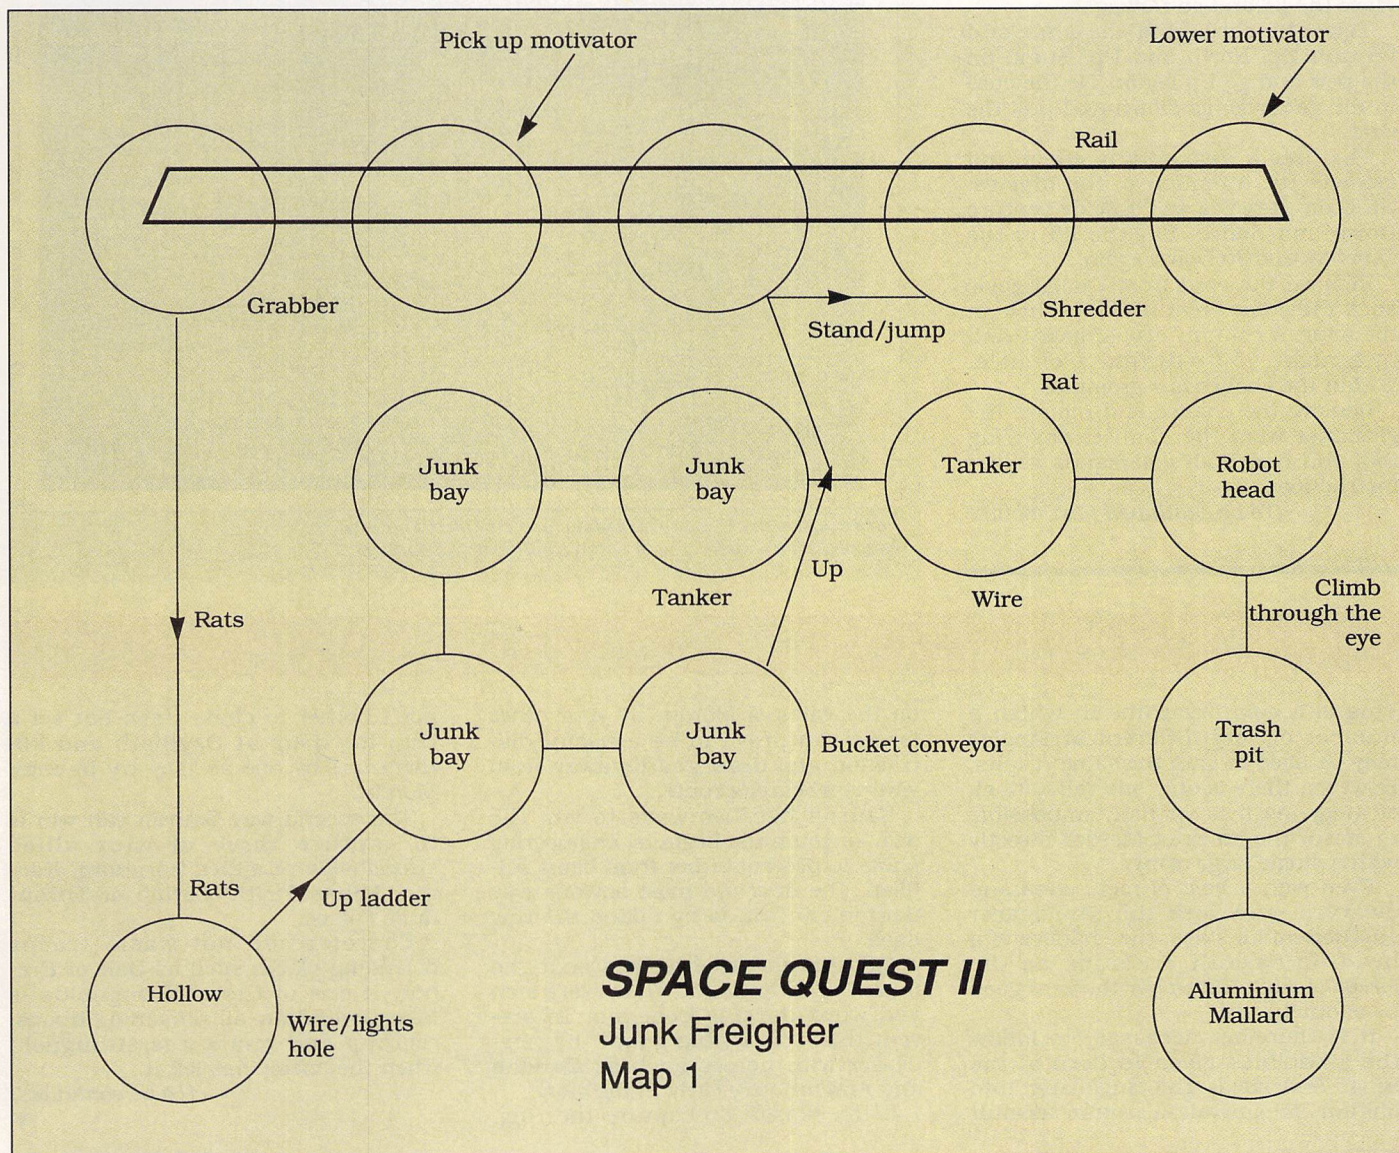 Pick up motivator
Lower motivator
Rail
Grabber
Shredder
Stand/jump
Rat
Junk
bay
Junk
bay
Tanker
Robot
head
Up
Tanker
Wire
Climb
through the
eye
Rats
Junk
bay
Junk
bay
Bucket conveyor
Trash
pit
Rats
Up ladder
Hollow
Wire/lights
hole
Aluminium
Mallard
SPACE QUEST II
Junk Freighter
Map 1